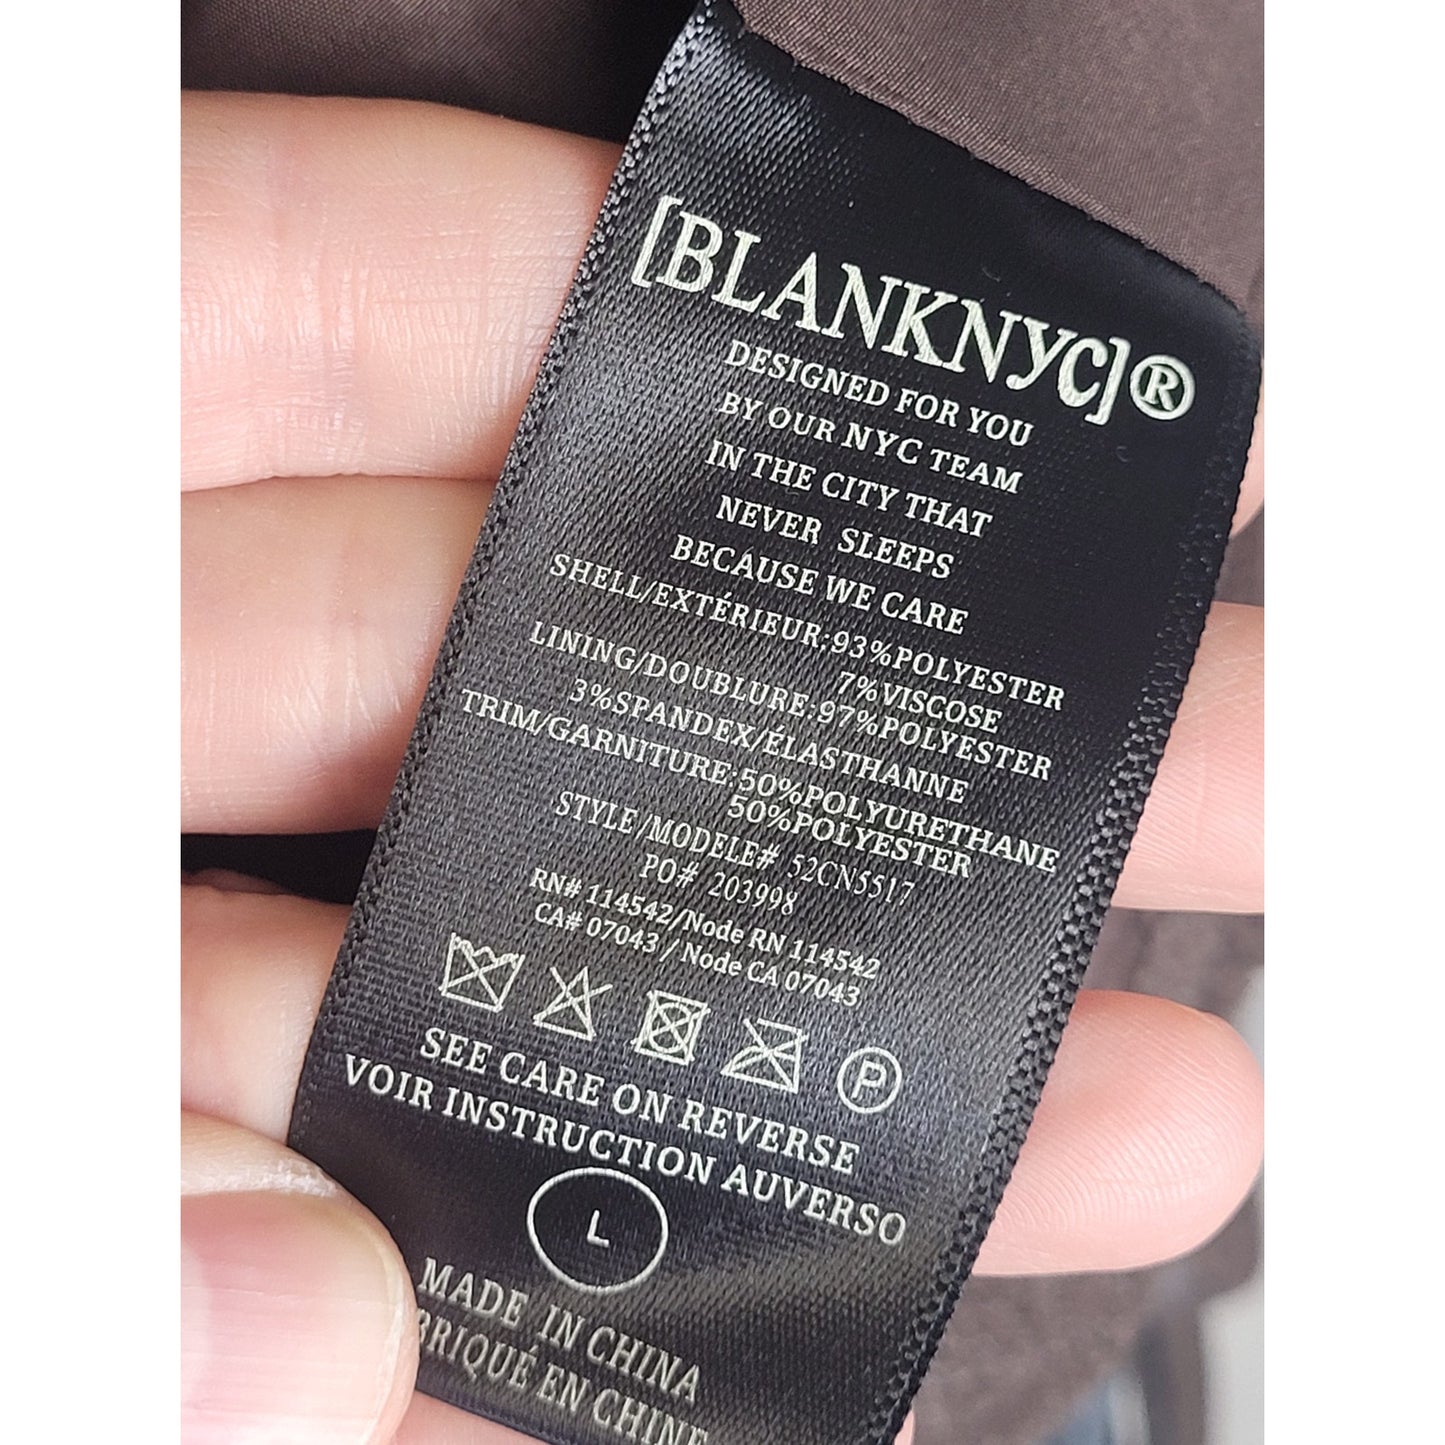 [BLANKNYC]®
DESIGNED FOR YOU
BY OUR NYC TEAM
IN THE CITY THAT
NEVER SLEEPS
BECAUSE WE CARE
SHELL/EXTÉRIEUR:93%POLYESTER
7%VISCOSE
LINING/DOUBLURE:97%POLYESTER
3%SPANDEX/ÉLASTHANNE
TRIM/GARNITURE:50%POLYURETHANE
50%POLYESTER
STYLE/MODELE# 52CN5517
PO# 203998
RN# 114542/Node RN 114542
CA# 07043 / Node CA 07043
P
SEE CARE ON REVERSE
VOIR INSTRUCTION AUVERSO
L
MADE IN CHINA
BRIQUÉ EN CHINE